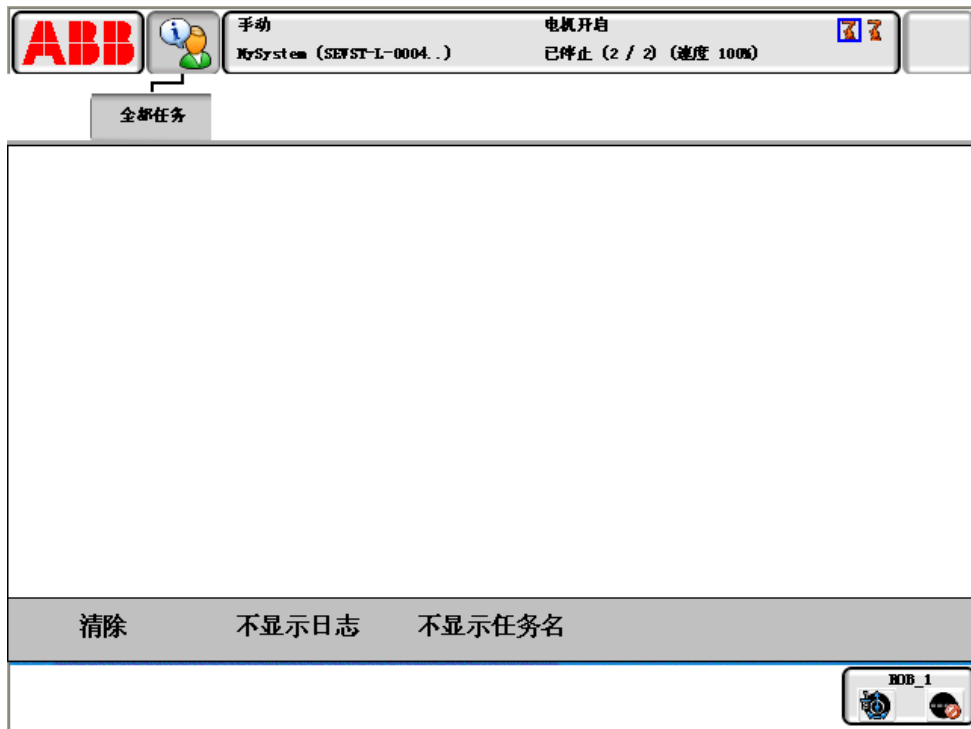 ABB
手动
电机开启
MySystem (SEVST-L-0004..)
已停止 (2 / 2) (速度 100%)
全部任务
清除
不显示日志
不显示任务名
ROB_1